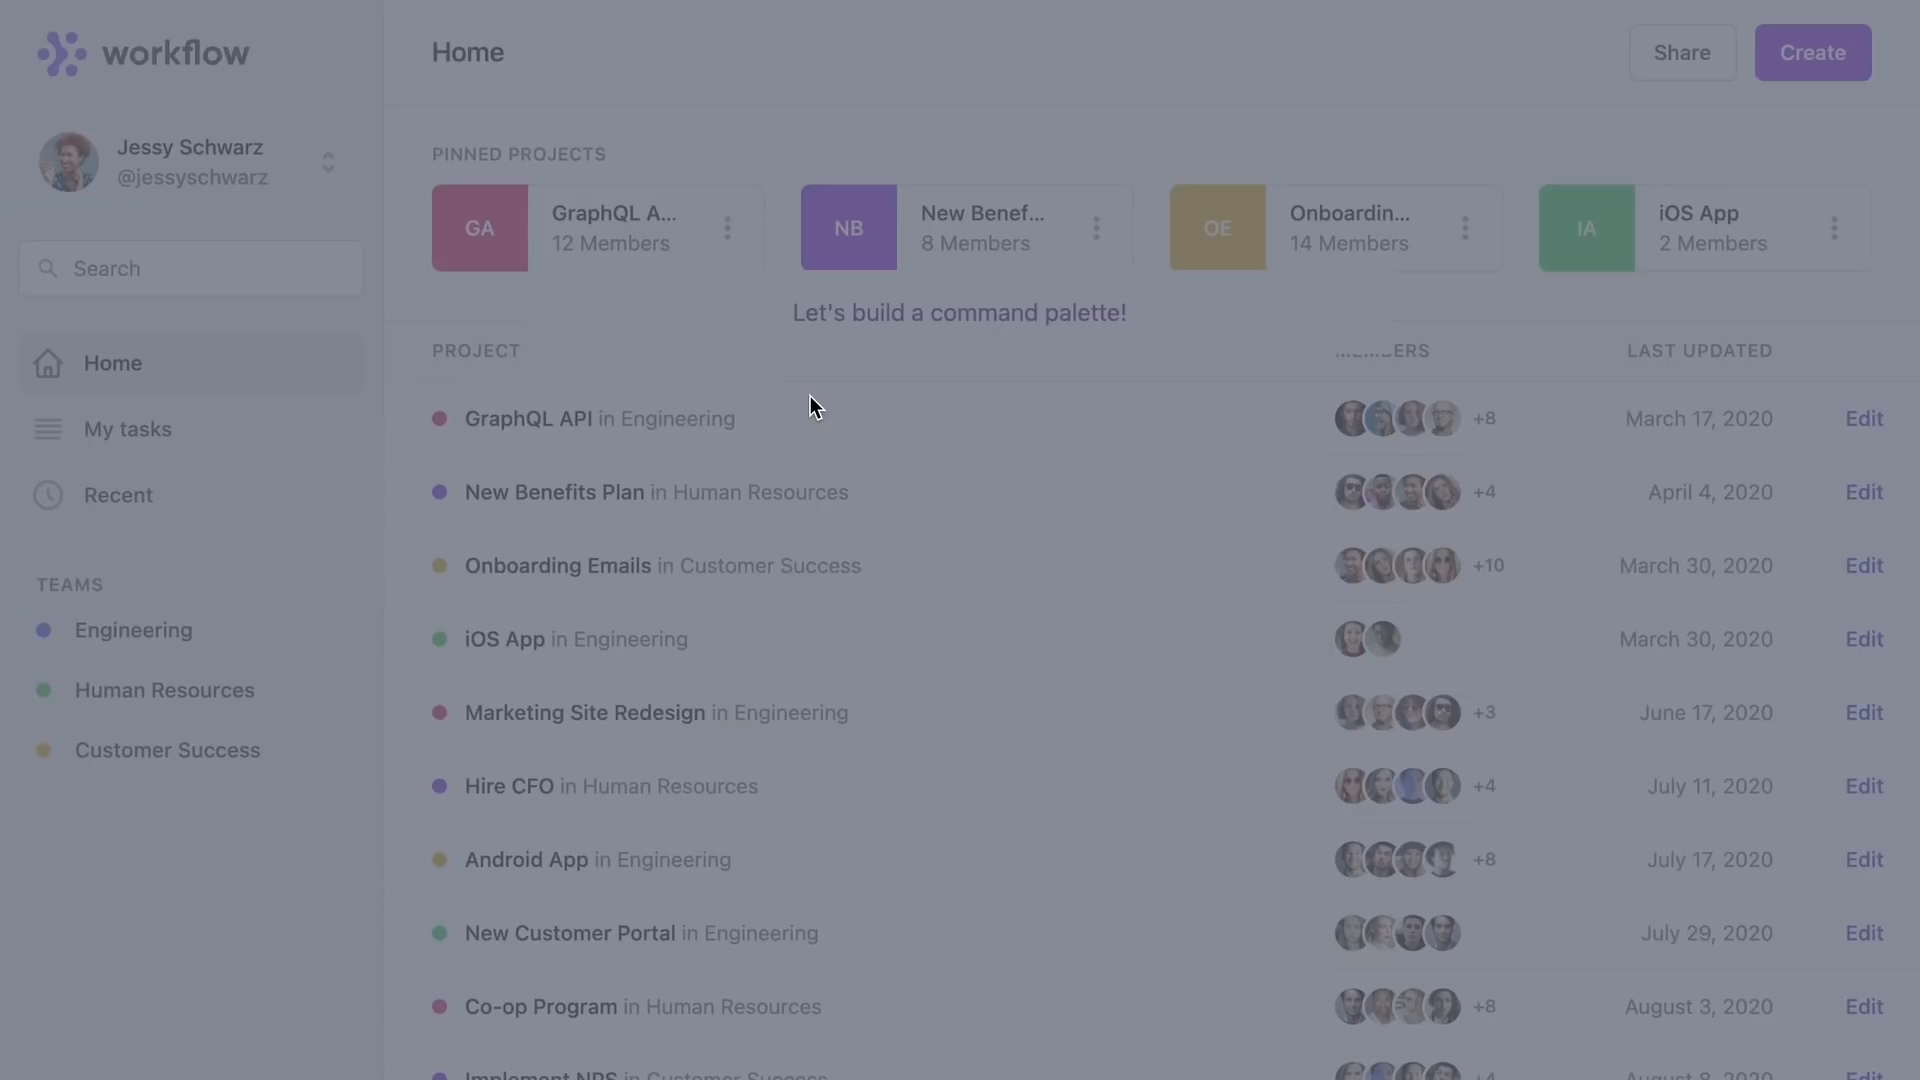 workflow
Home
Share
Create
Jessy Schwarz
@jessyschwarz
Search
Home
My tasks
Recent
TEAMS
Engineering
Human Resources
Customer Success
PINNED PROJECTS
GA
GraphQL A...
12 Members
NB
New Benef...
8 Members
OE
Onboardin...
14 Members
IA
iOS App
2 Members
Let's build a command palette!
PROJECT
MEMBERS
LAST UPDATED
GraphQL API in Engineering +8 March 17, 2020 Edit
New Benefits Plan in Human Resources +4 April 4, 2020 Edit
Onboarding Emails in Customer Success +10 March 30, 2020 Edit
iOS App in Engineering March 30, 2020 Edit
Marketing Site Redesign in Engineering +3 June 17, 2020 Edit
Hire CFO in Human Resources +4 July 11, 2020 Edit
Android App in Engineering +8 July 17, 2020 Edit
New Customer Portal in Engineering July 29, 2020 Edit
Co-op Program in Human Resources +8 August 3, 2020 Edit
Implement NPS in Customer Success +4 August 8, 2020 Edit